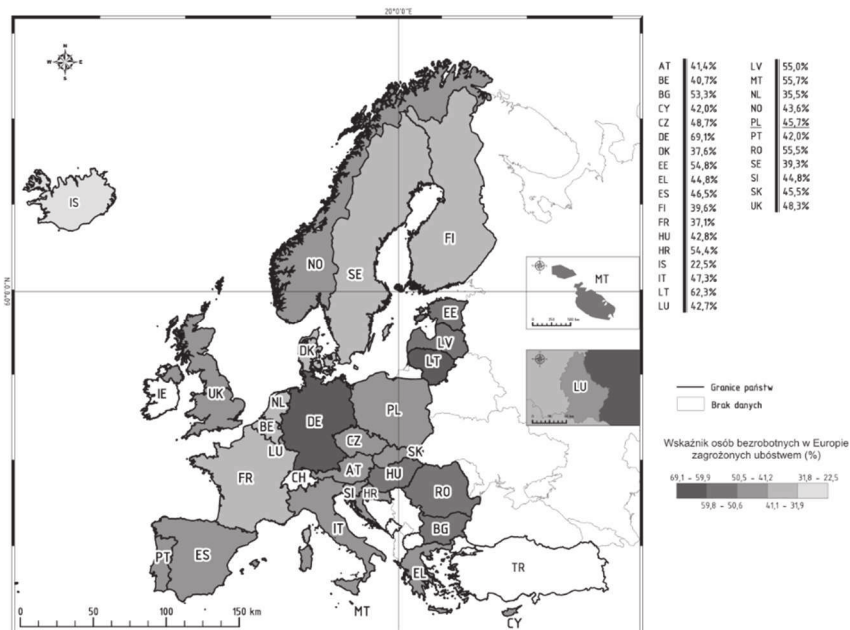 20°0'0"E
N
W E
S
60°0'0"N
IS
NO
SE
FI
DK
EE
LV
LT
IE
UK
NL
BE
LU
DE
PL
CZ
SK
AT
HU
CH
FR
SI
HR
RO
IT
BG
PT
ES
EL
TR
MT
CY
0 50 100 150 km
AT 41,4%
BE 40,7%
BG 53,3%
CY 42,0%
CZ 48,7%
DE 69,1%
DK 37,6%
EE 54,8%
EL 44,8%
ES 46,5%
FI 39,6%
FR 37,1%
HU 42,8%
HR 54,4%
IS 22,5%
IT 47,3%
LT 62,3%
LU 42,7%
LV 55,0%
MT 55,7%
NL 35,5%
NO 43,6%
PL 45,7%
PT 42,0%
RO 55,5%
SE 39,3%
SI 44,8%
SK 45,5%
UK 48,3%
MT
LU
Granice państw
Brak danych
Wskaźnik osób bezrobotnych w Europie
zagrożonych ubóstwem (%)
69,1 – 59,9 50,5 – 41,2 31,8 – 22,5
59,8 – 50,6 41,1 – 31,9